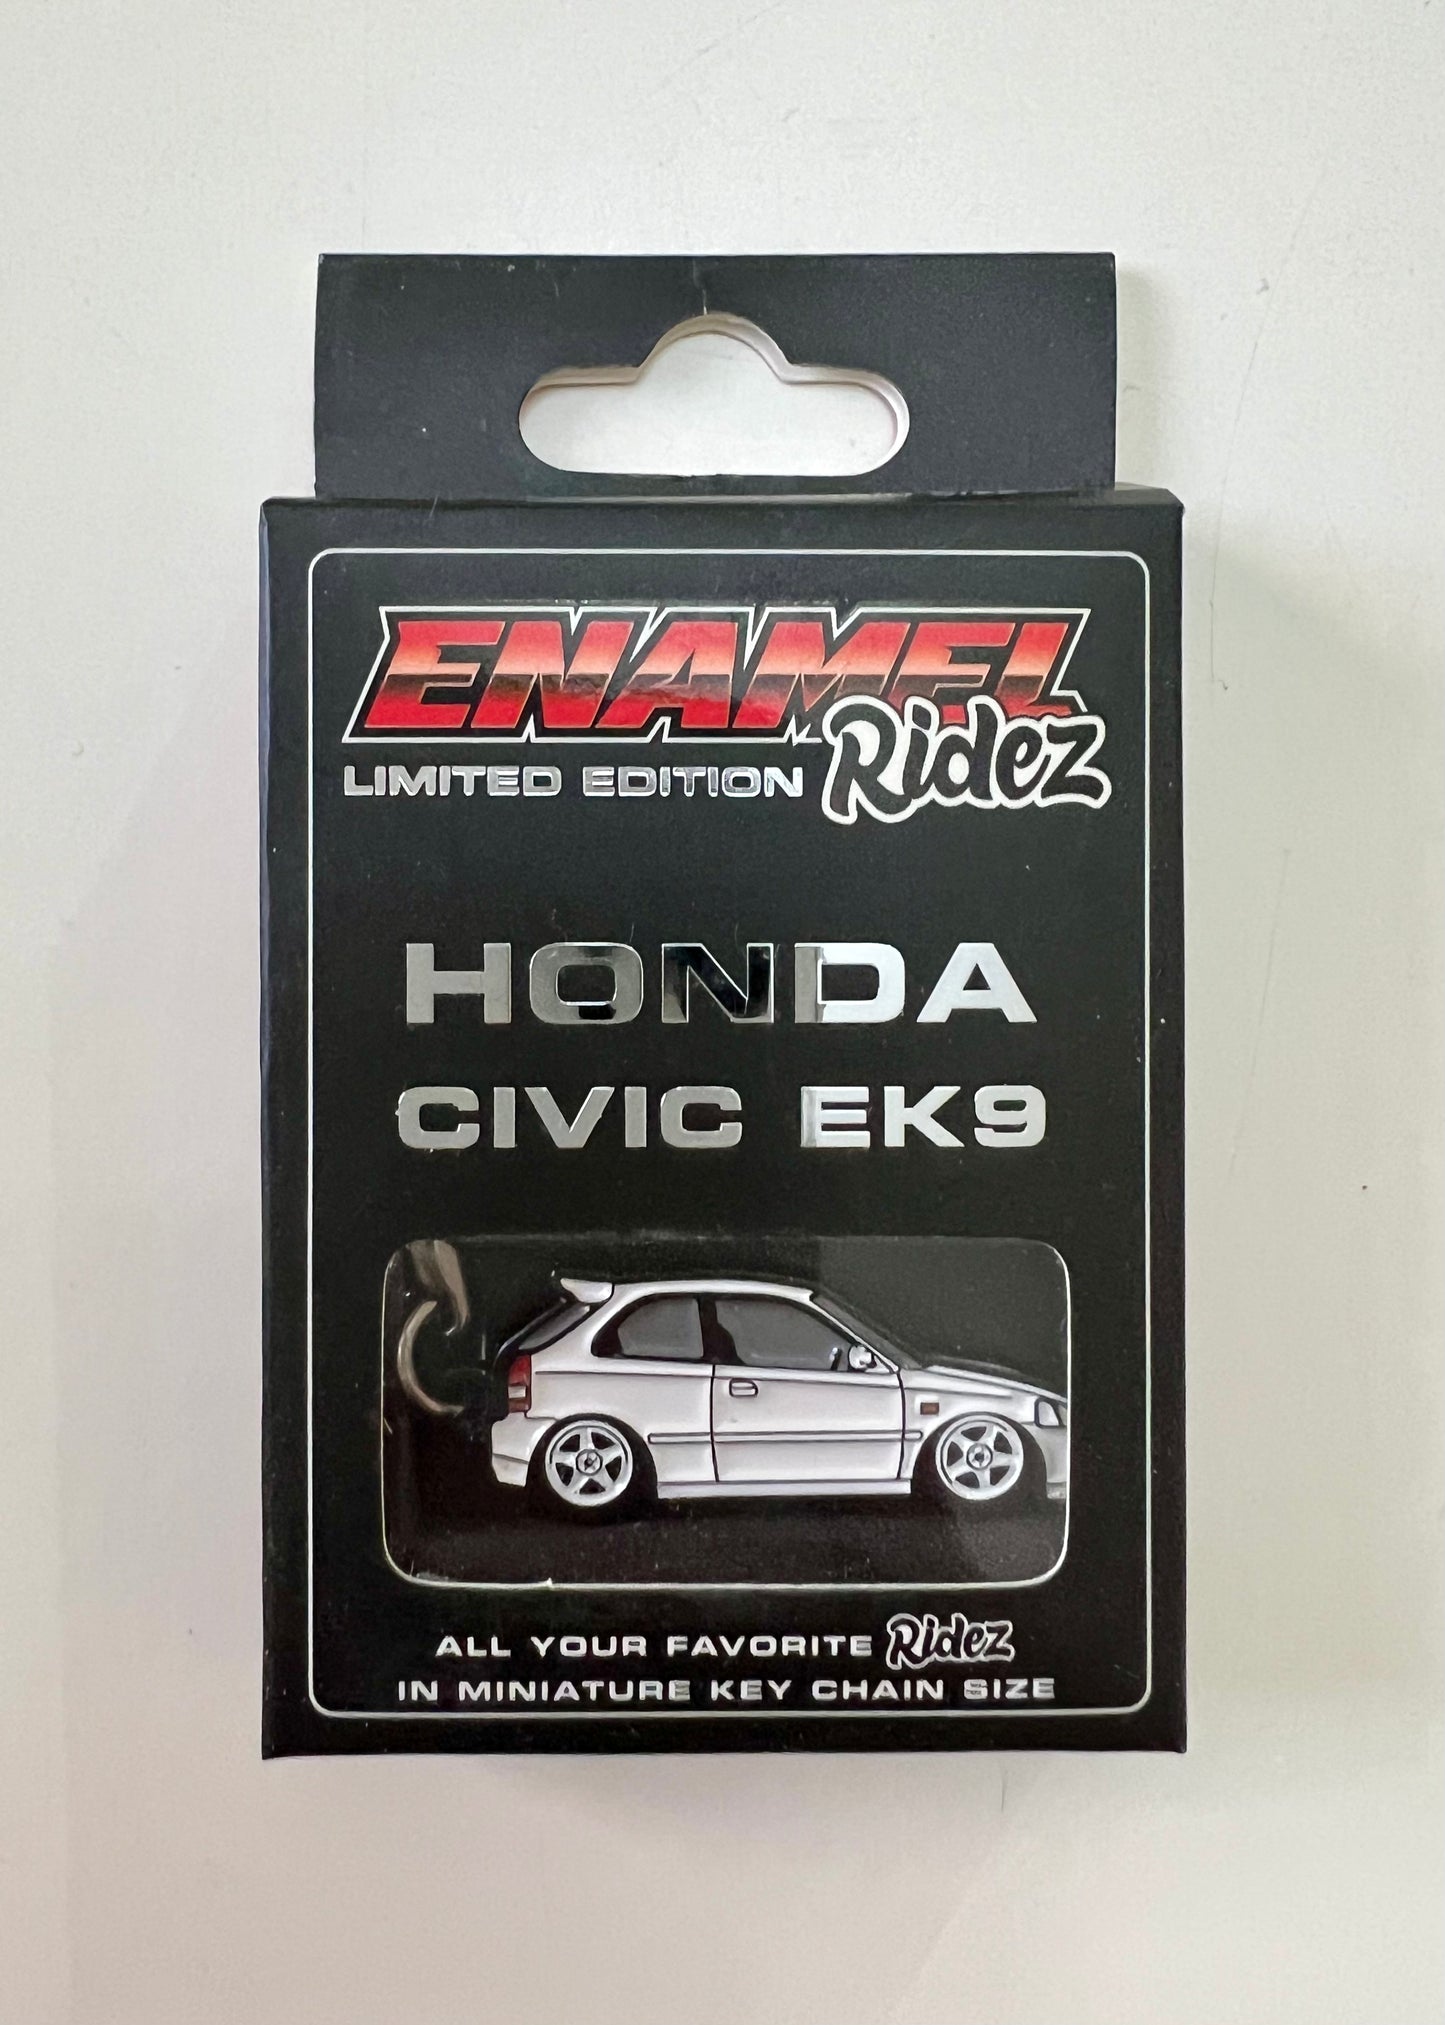 ENAMEL
Ridez
LIMITED EDITION
HONDA
CIVIC EK9
ALL YOUR FAVORITE Ridez
IN MINIATURE KEY CHAIN SIZE